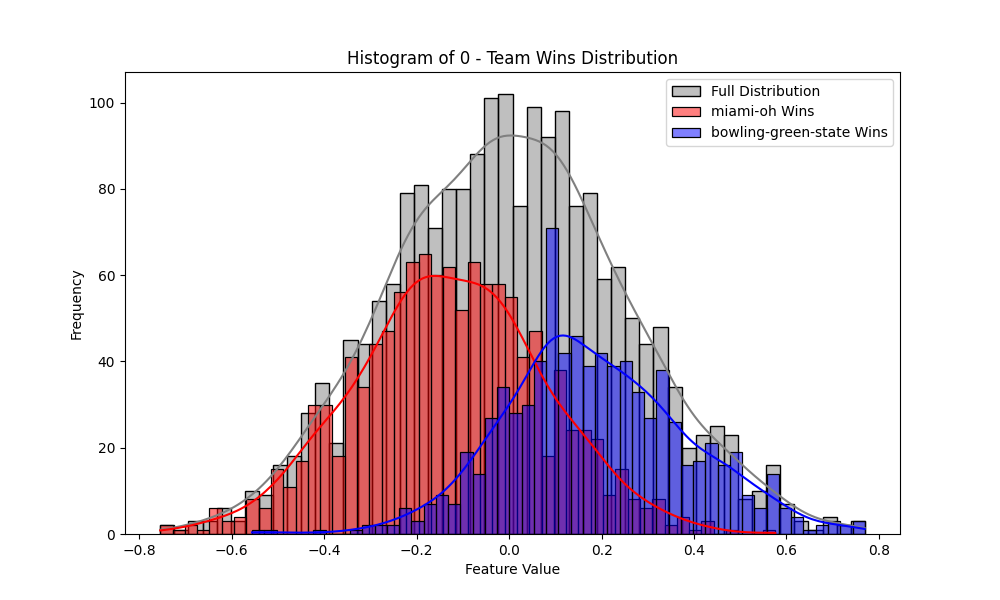 Histogram of 0 - Team Wins Distribution
Full Distribution
miami-oh Wins
bowling-green-state Wins
Frequency
100
80
60
40
20
0
−0.8 −0.6 −0.4 −0.2 0.0 0.2 0.4 0.6 0.8
Feature Value